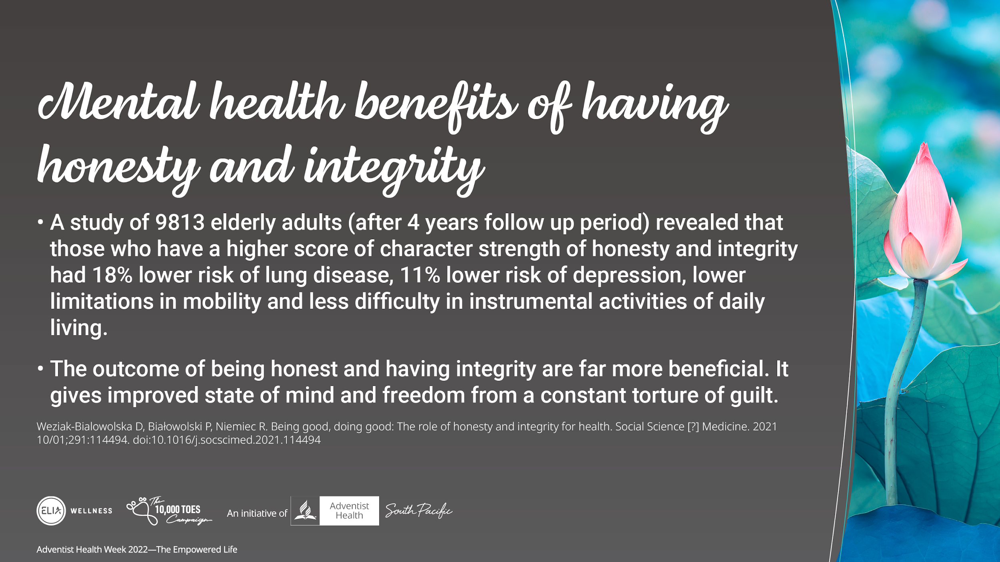 Mental health benefits of having
honesty and integrity
• A study of 9813 elderly adults (after 4 years follow up period) revealed that
those who have a higher score of character strength of honesty and integrity
had 18% lower risk of lung disease, 11% lower risk of depression, lower
limitations in mobility and less difficulty in instrumental activities of daily
living.
• The outcome of being honest and having integrity are far more beneficial. It
gives improved state of mind and freedom from a constant torture of guilt.
Weziak-Bialowolska D, Białowolski P, Niemiec R. Being good, doing good: The role of honesty and integrity for health. Social Science [?] Medicine. 2021
10/01;291:114494. doi:10.1016/j.socscimed.2021.114494
ELIA WELLNESS
The
10,000 TOES
Campaign
An initiative of
Adventist
Health
South Pacific
Adventist Health Week 2022—The Empowered Life